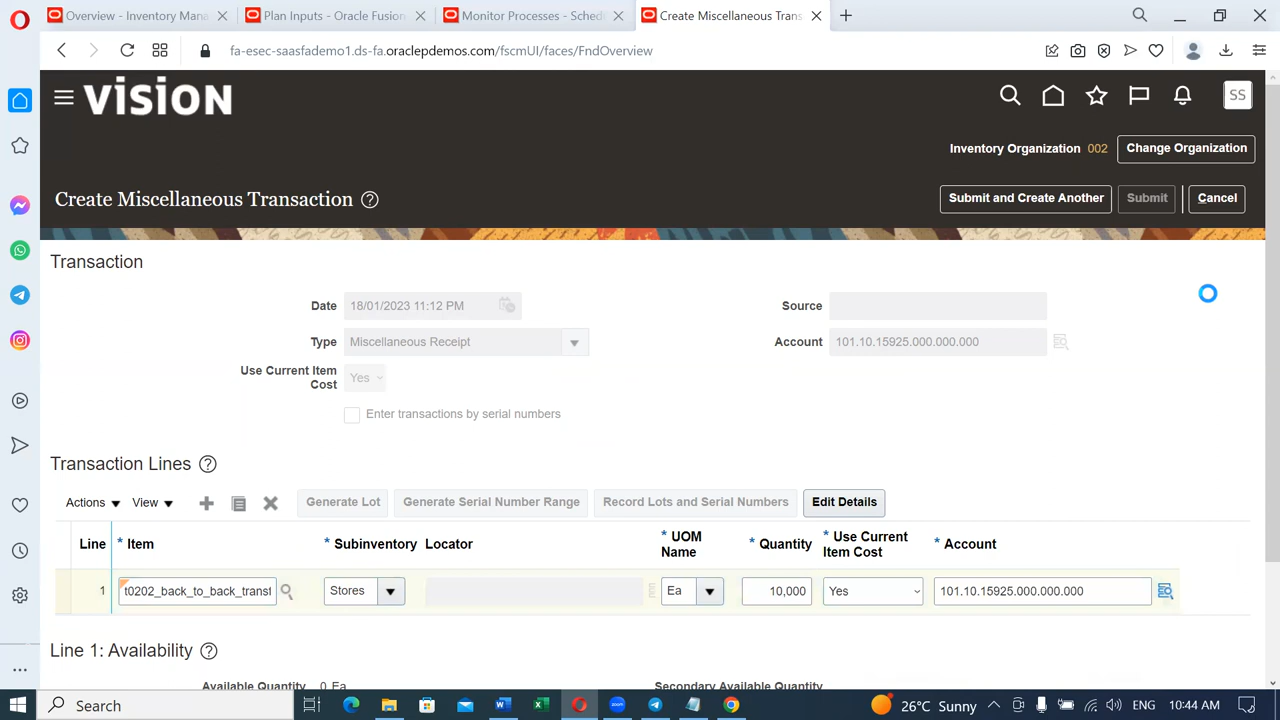 Overview - Inventory Mana
Plan Inputs - Oracle Fusion
Monitor Processes - Schedu
Create Miscellaneous Trans
fa-esec-saasfademo1.ds-fa.oraclepdemos.com/fscmUI/faces/FndOverview
vision
SS
Inventory Organization 002 Change Organization
Create Miscellaneous Transaction
Submit and Create Another Submit Cancel
Transaction
Date 18/01/2023 11:12 PM Source
Type Miscellaneous Receipt Account 101.10.15925.000.000.000
Use Current Item
Cost Yes
Enter transactions by serial numbers
Transaction Lines
Actions View Generate Lot Generate Serial Number Range Record Lots and Serial Numbers Edit Details
Line * Item * Subinventory Locator * UOM Name * Quantity * Use Current Item Cost * Account
1 t0202_back_to_back_transf Stores Ea 10,000 Yes 101.10.15925.000.000.000
Line 1: Availability
Available Quantity 0 Ea Secondary Available Quantity
Search 26°C Sunny ENG 10:44 AM